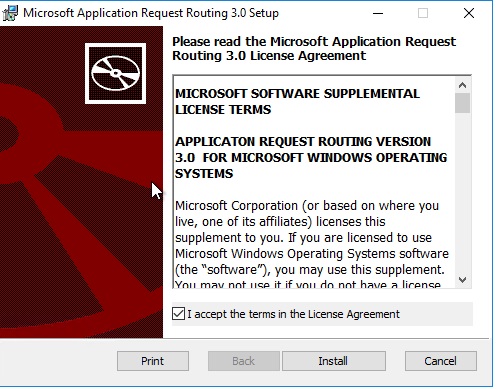 Microsoft Application Request Routing 3.0 Setup
Please read the Microsoft Application Request
Routing 3.0 License Agreement
MICROSOFT SOFTWARE SUPPLEMENTAL
LICENSE TERMS
APPLICATON REQUEST ROUTING VERSION
3.0 FOR MICROSOFT WINDOWS OPERATING
SYSTEMS
Microsoft Corporation (or based on where you
live, one of its affiliates) licenses this
supplement to you. If you are licensed to use
Microsoft Windows Operating Systems software
(the “software”), you may use this supplement.
You may not use it if you do not have a license
I accept the terms in the License Agreement
Print Back Install Cancel